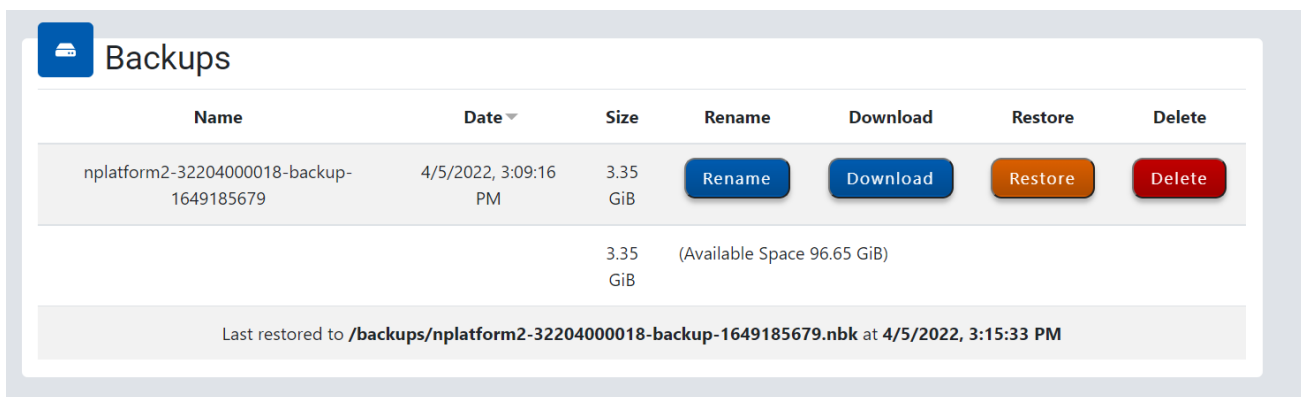 Backups
Name Date Size Rename Download Restore Delete
nplatform2-32204000018-backup- 4/5/2022, 3:09:16 3.35 Rename Download Restore Delete
1649185679 PM GiB
3.35 (Available Space 96.65 GiB)
GiB
Last restored to /backups/nplatform2-32204000018-backup-1649185679.nbk at 4/5/2022, 3:15:33 PM